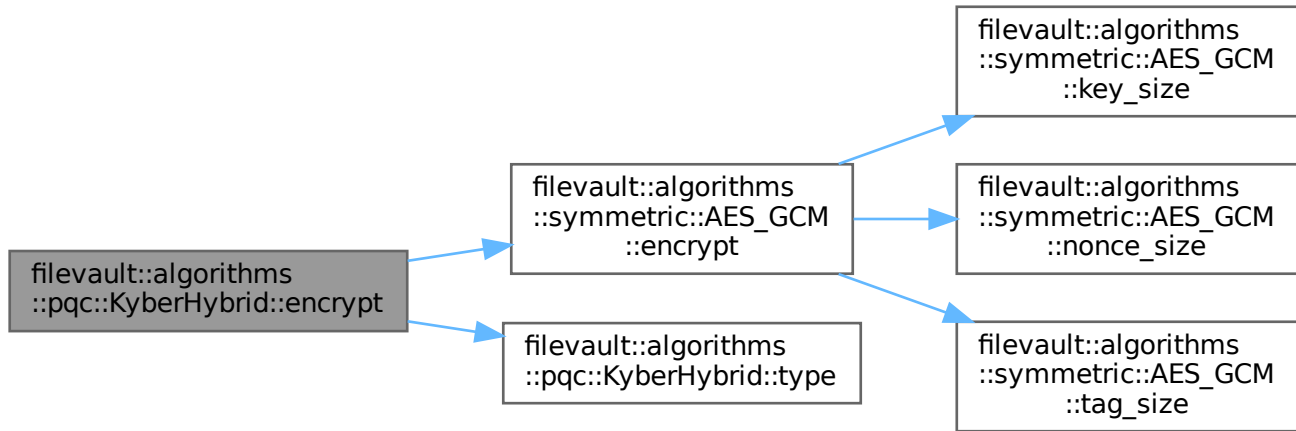 filevault::algorithms
::pqc::KyberHybrid::encrypt
filevault::algorithms
::symmetric::AES_GCM
::encrypt
filevault::algorithms
::pqc::KyberHybrid::type
filevault::algorithms
::symmetric::AES_GCM
::key_size
filevault::algorithms
::symmetric::AES_GCM
::nonce_size
filevault::algorithms
::symmetric::AES_GCM
::tag_size